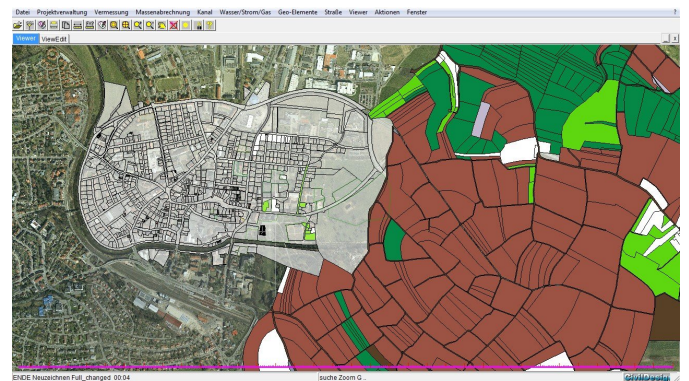 Datei Projektverwaltung Vermessung Massenabrechnung Kanal Wasser/Strom/Gas Geo-Elemente Straße Viewer Aktionen Fenster ?
Viewer ViewEdit _ x
ENDE Neuzeichnen Full_changed 00:04 suche Zoom G... CivilDesign